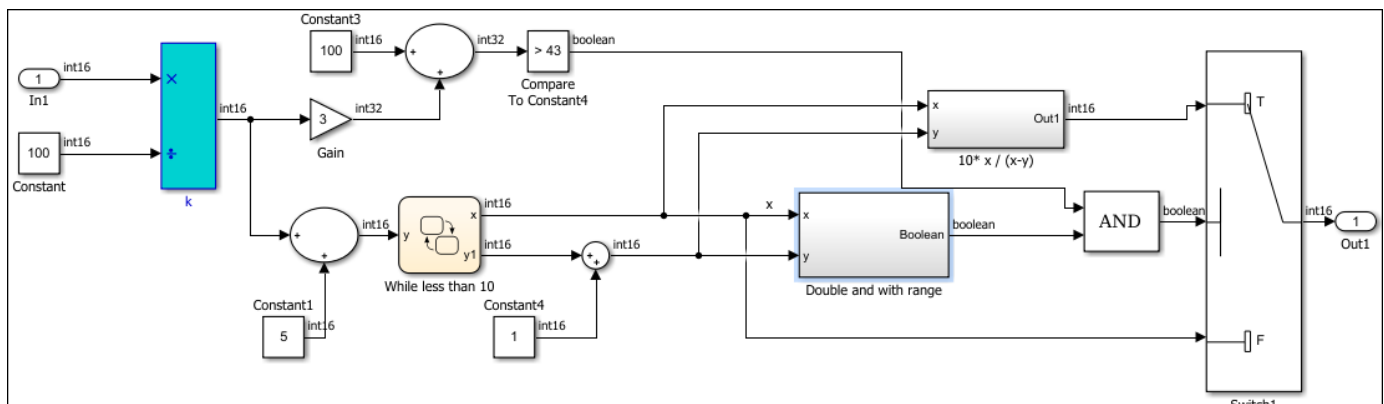 Constant3
100
int16
+
+
int32
> 43
boolean
Compare
To Constant4
1
In1
int16
×
int16
3
int32
Gain
x
y
Out1
int16
10* x / (x-y)
T
100
Constant
int16
÷
k
+
+
int16
y
x
y1
int16
int16
While less than 10
+
+
int16
x
x
y
Boolean
boolean
Double and with range
AND
boolean
int16
1
Out1
Constant1
5
int16
Constant4
1
int16
F
Switch1